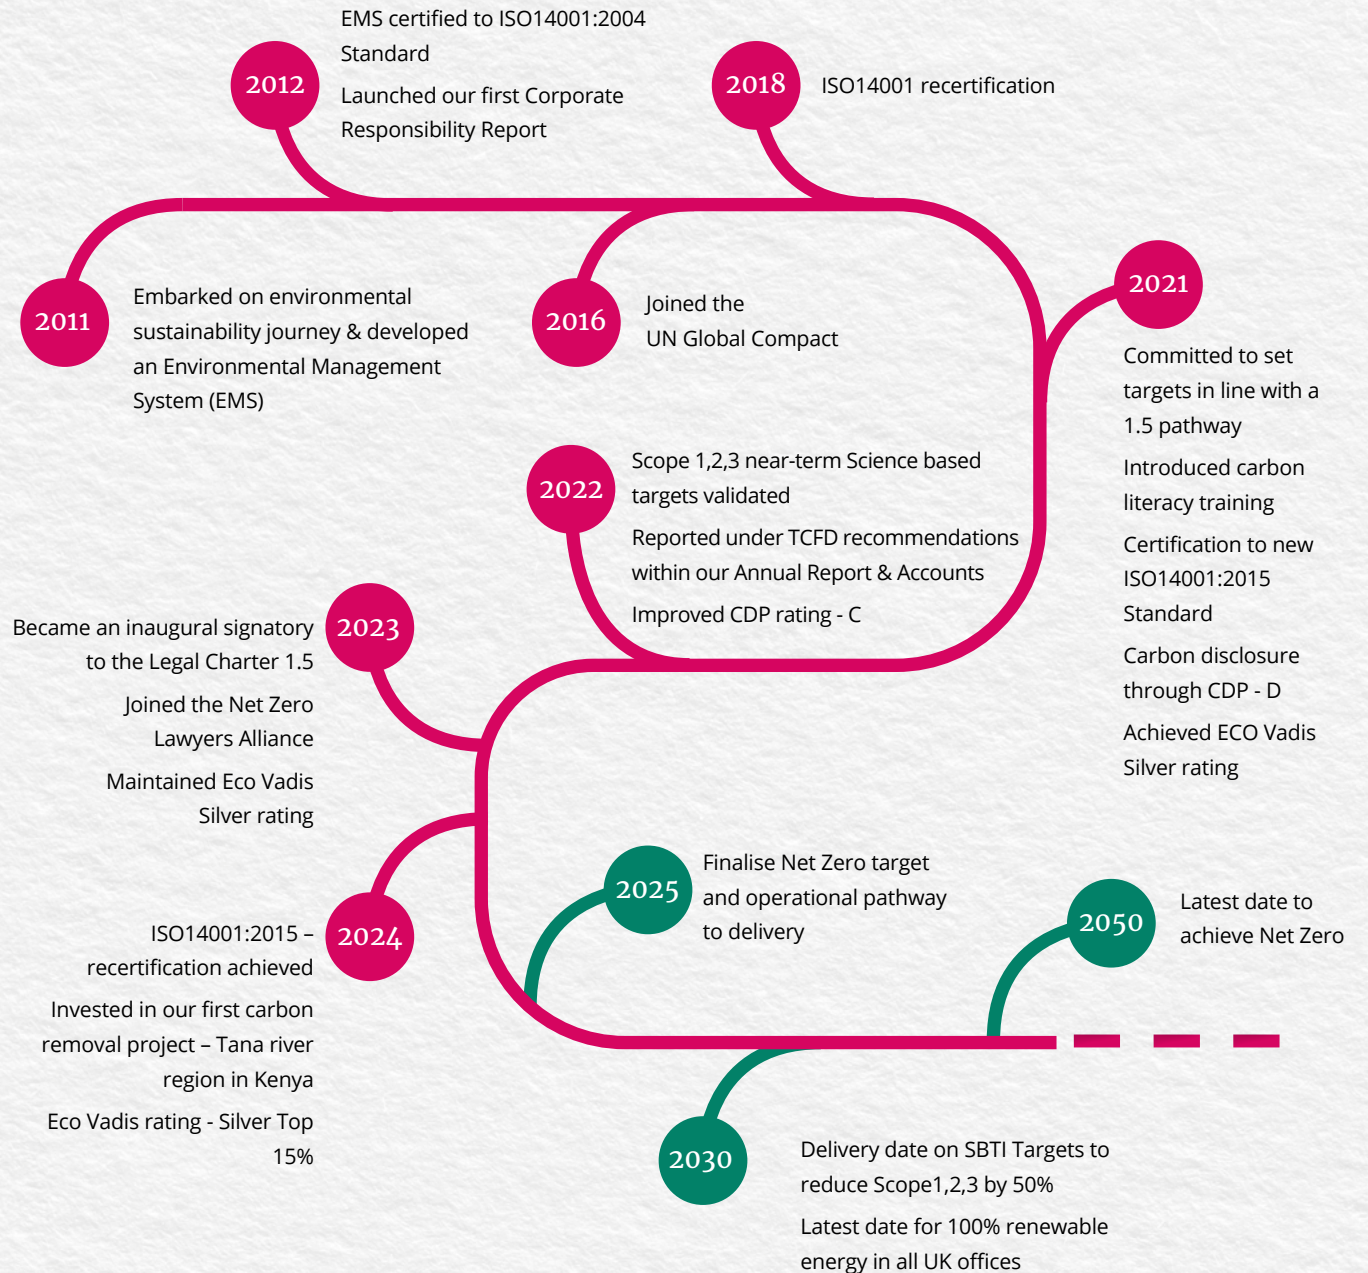 2011
Embarked on environmental
sustainability journey & developed
an Environmental Management
System (EMS)
2012
EMS certified to ISO14001:2004
Standard
Launched our first Corporate
Responsibility Report
2016
Joined the
UN Global Compact
2018
ISO14001 recertification
2021
Committed to set
targets in line with a
1.5 pathway
Introduced carbon
literacy training
Certification to new
ISO14001:2015
Standard
Carbon disclosure
through CDP - D
Achieved ECO Vadis
Silver rating
2022
Scope 1,2,3 near-term Science based
targets validated
Reported under TCFD recommendations
within our Annual Report & Accounts
Improved CDP rating - C
2023
Became an inaugural signatory
to the Legal Charter 1.5
Joined the Net Zero
Lawyers Alliance
Maintained Eco Vadis
Silver rating
2024
ISO14001:2015 –
recertification achieved
Invested in our first carbon
removal project – Tana river
region in Kenya
Eco Vadis rating - Silver Top
15%
2025
Finalise Net Zero target
and operational pathway
to delivery
2030
Delivery date on SBTI Targets to
reduce Scope1,2,3 by 50%
Latest date for 100% renewable
energy in all UK offices
2050
Latest date to
achieve Net Zero